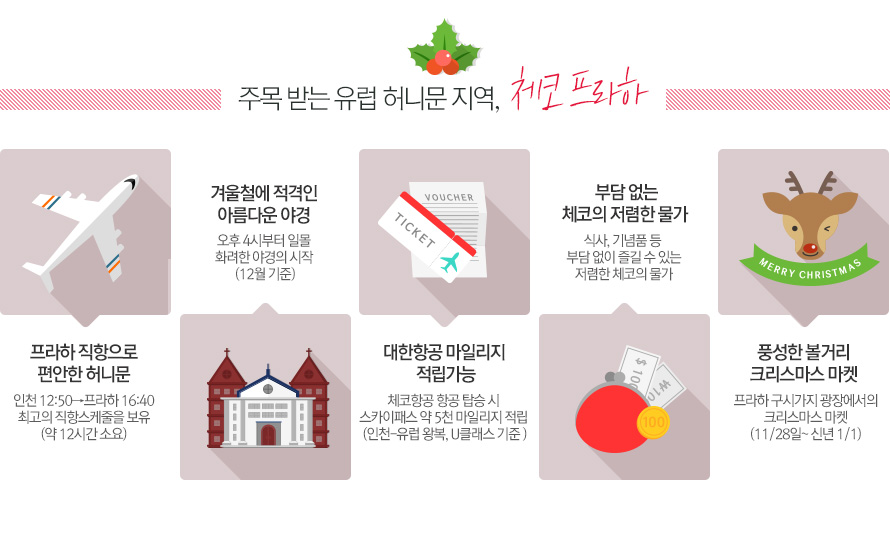 주목 받는 유럽 허니문 지역, 체코 프라하
프라하 직항으로
편안한 허니문
인천 12:50→프라하 16:40
최고의 직항스케줄을 보유
(약 12시간 소요)
겨울철에 적격인
아름다운 야경
오후 4시부터 일몰
화려한 야경의 시작
(12월 기준)
VOUCHER
TICKET
대한항공 마일리지
적립가능
체코항공 항공 탑승 시
스카이패스 약 5천 마일리지 적립
(인천-유럽 왕복, U클래스 기준 )
부담 없는
체코의 저렴한 물가
식사, 기념품 등
부담 없이 즐길 수 있는
저렴한 체코의 물가
$ 100
₩10
100
MERRY CHRISTMAS
풍성한 볼거리
크리스마스 마켓
프라하 구시가지 광장에서의
크리스마스 마켓
(11/28일~ 신년 1/1)